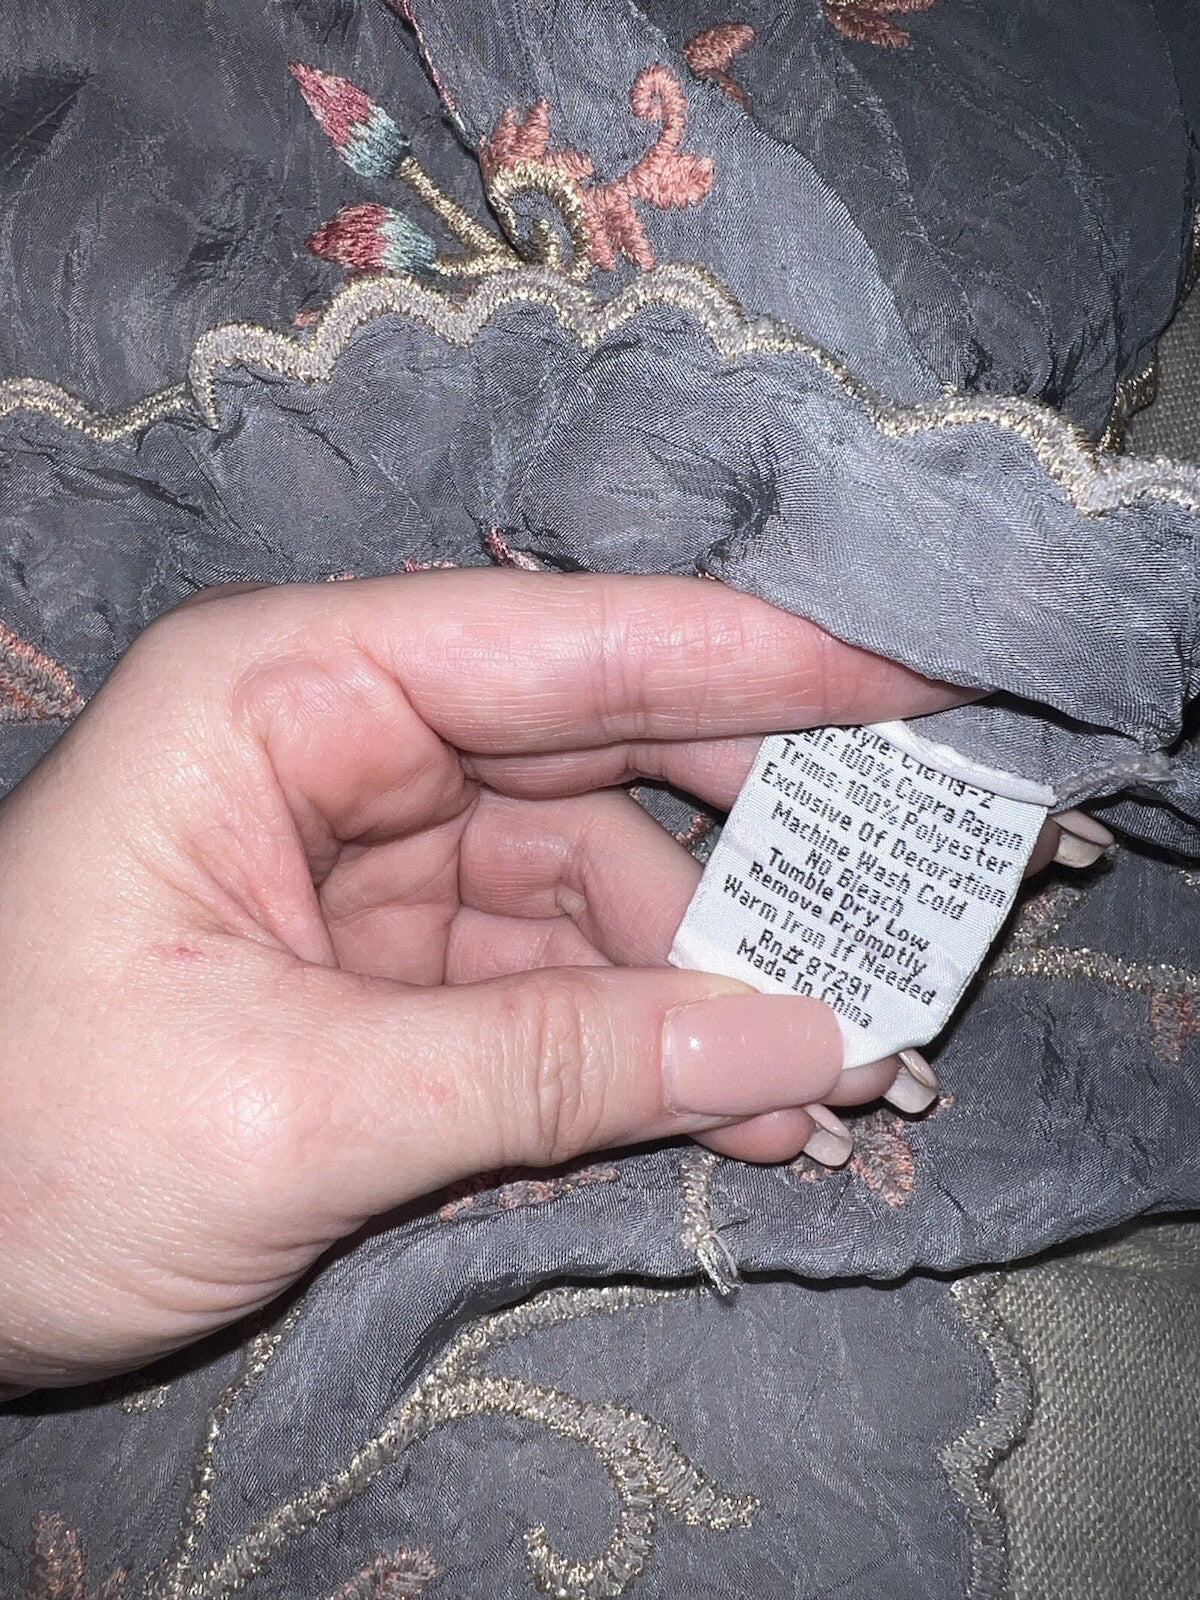 100% Cupra Rayon
Trims: 100% Polyester
Exclusive Of Decoration
Machine Wash Cold
No Bleach
Tumble Dry Low
Remove Promptly
Warm Iron If Needed
Rn# 87291
Made In China